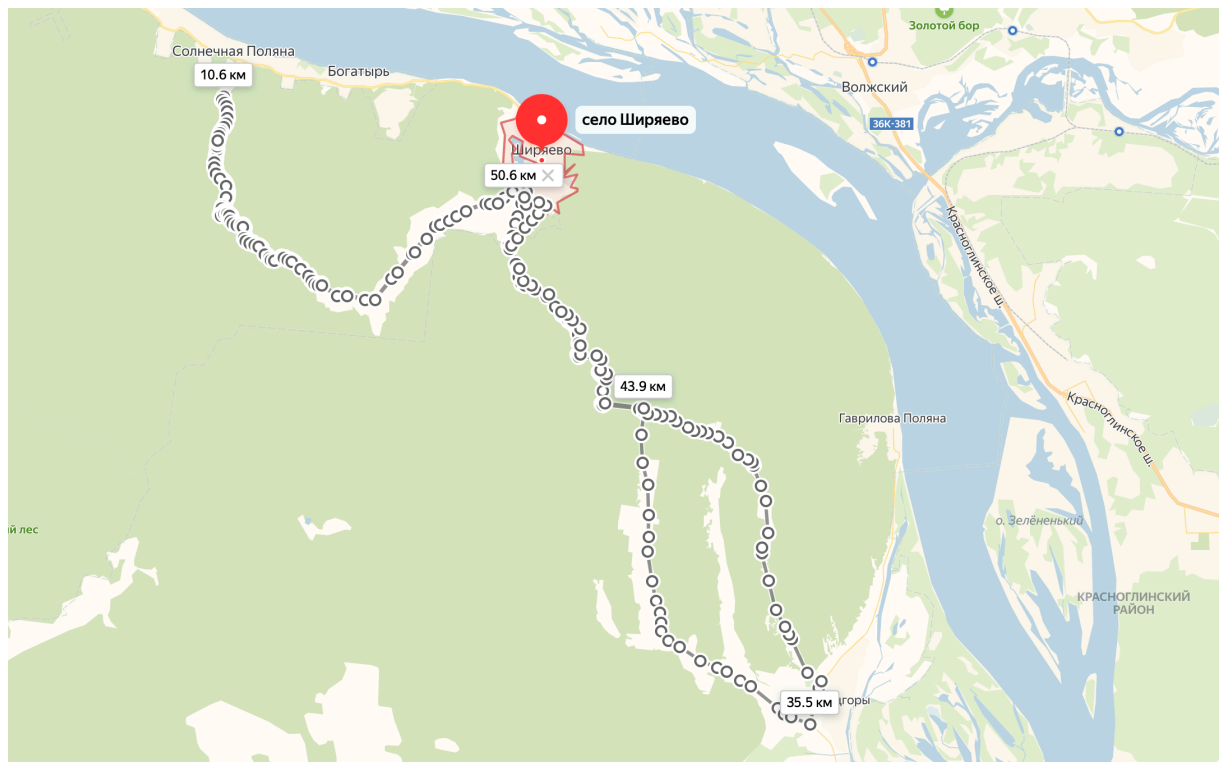 Золотой бор
Солнечная Поляна
10.6 км
Богатырь
Волжский
село Ширяево
36К-381
Ширяево
50.6 км
Красноглинское ш.
43.9 км
Красноглинское ш.
Гаврилова Поляна
о. Зелёненький
й лес
КРАСНОГЛИНСКИЙ
РАЙОН
35.5 км
дгоры